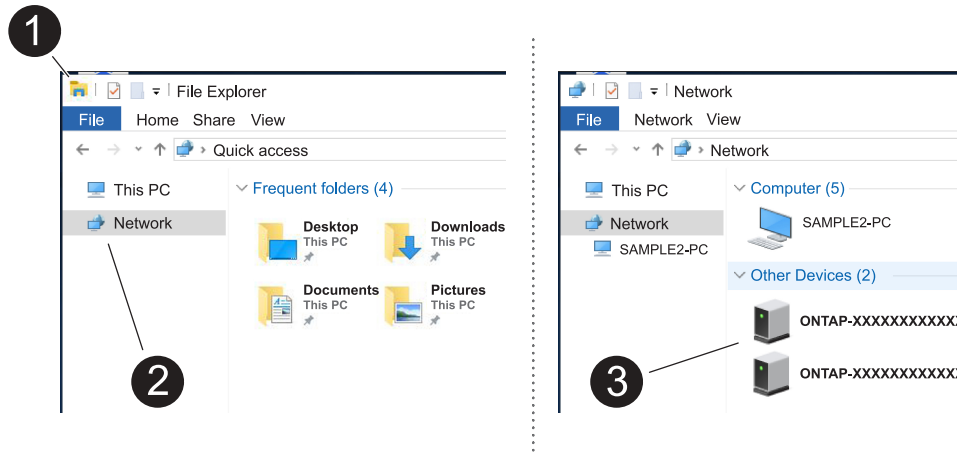 1
File Explorer
File Home Share View
Quick access
This PC
Network
Frequent folders (4)
Desktop
This PC
Downloads
This PC
Documents
This PC
Pictures
This PC
2
Network
File Network View
Network
This PC
Network
SAMPLE2-PC
Computer (5)
SAMPLE2-PC
Other Devices (2)
ONTAP-XXXXXXXXXXX
ONTAP-XXXXXXXXXXX
3